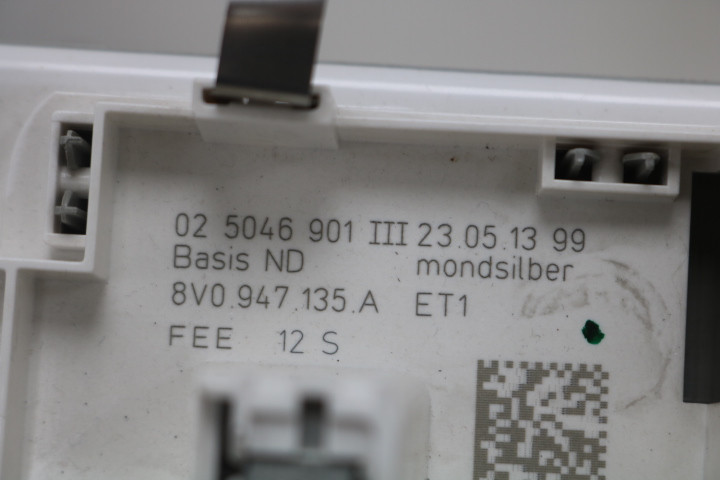 02 5046 901 III 23.05.13 99
Basis ND mondsilber
8V0.947.135.A ET1
FEE 12 S